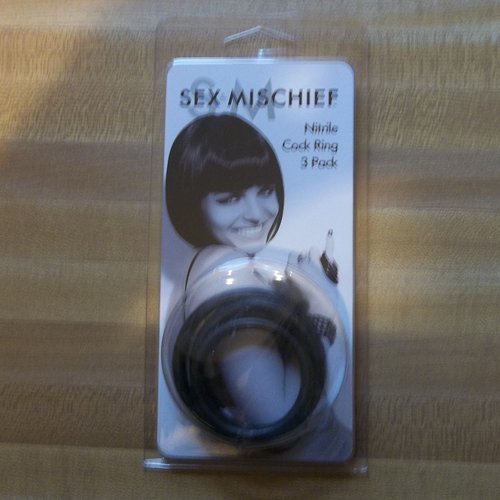 S&M
SEX MISCHIEF
Nitrile
Cock Ring
3 Pack